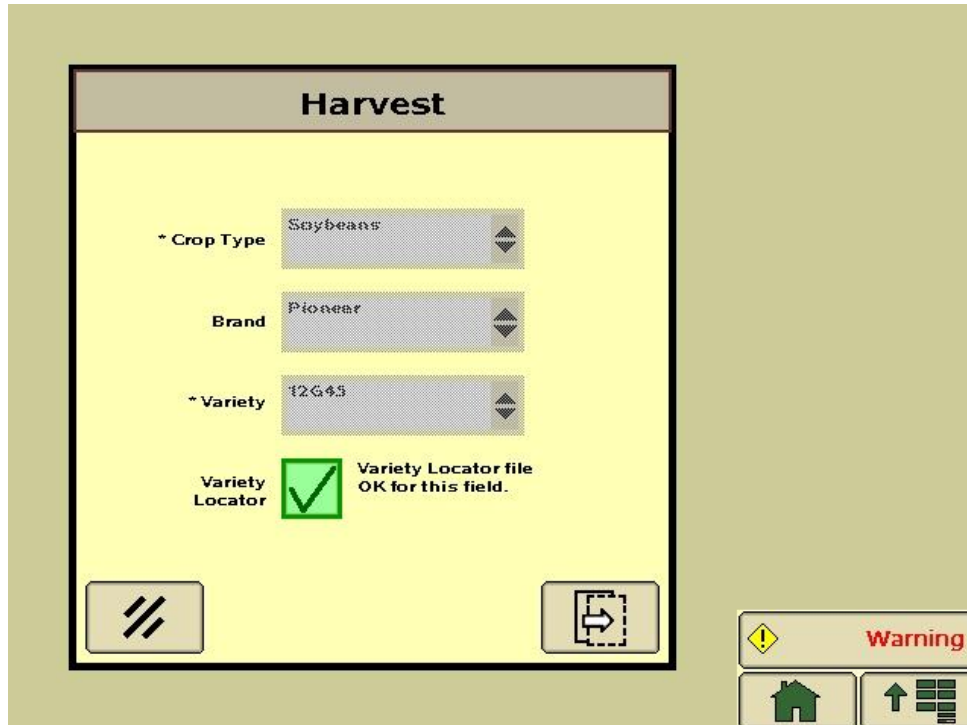 Harvest
* Crop Type
Soybeans
Brand
Pioneer
* Variety
12G45
Variety
Locator
Variety Locator file
OK for this field.
Warning